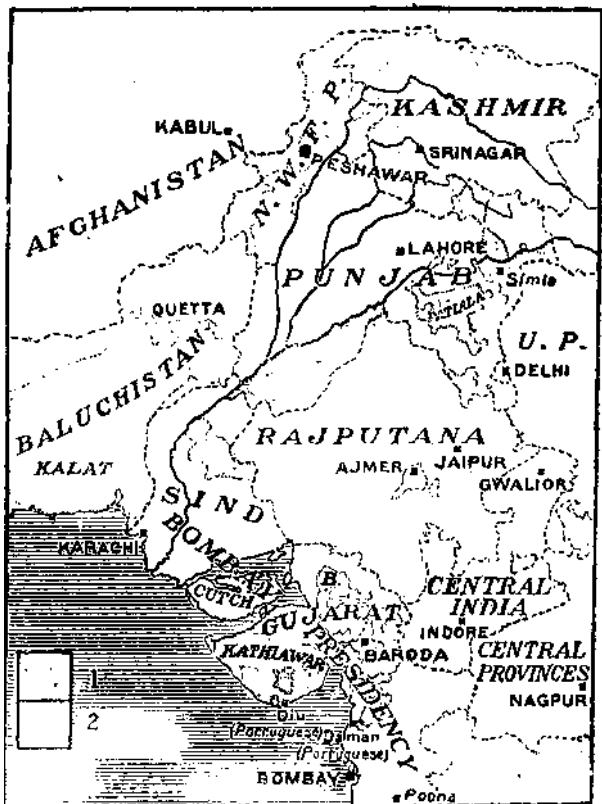 KASHMIR
KABUL
N. W. F. P.
SRINAGAR
PESHAWAR
AFGHANISTAN
LAHORE
PUNJAB
Simla
PATIALA
QUETTA
U. P.
DELHI
BALUCHISTAN
RAJPUTANA
KALAT
AJMER
JAIPUR
GWALIOR
SIND
KARACHI
BOMBAY
CUTCH
B.
GUJARAT
CENTRAL
INDIA
INDORE
PRESIDENCY
BARODA
KATHIAWAR
CENTRAL
PROVINCES
NAGPUR
1
2
Diu
(Portuguese)
Daman
(Portuguese)
BOMBAY
Poona